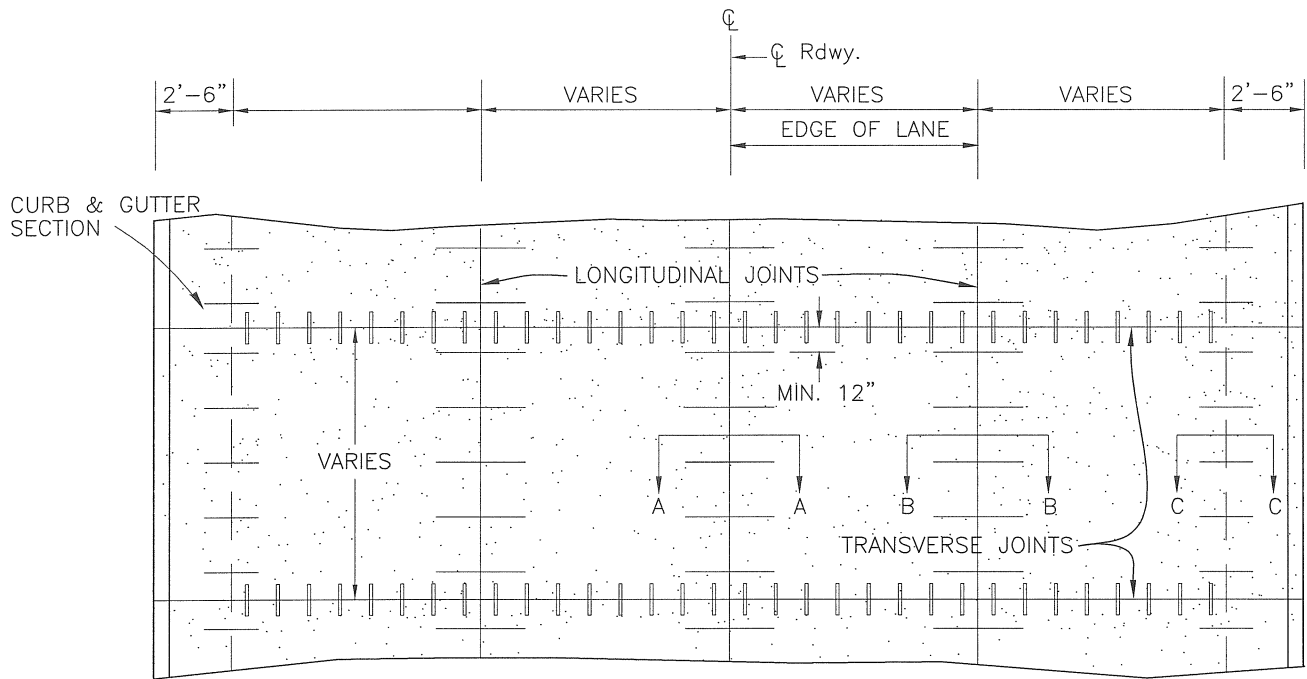 ℄
℄ Rdwy.
2'-6"
VARIES
VARIES
VARIES
2'-6"
EDGE OF LANE
CURB & GUTTER
SECTION
LONGITUDINAL JOINTS
MIN. 12"
VARIES
A
A
B
B
C
C
TRANSVERSE JOINTS